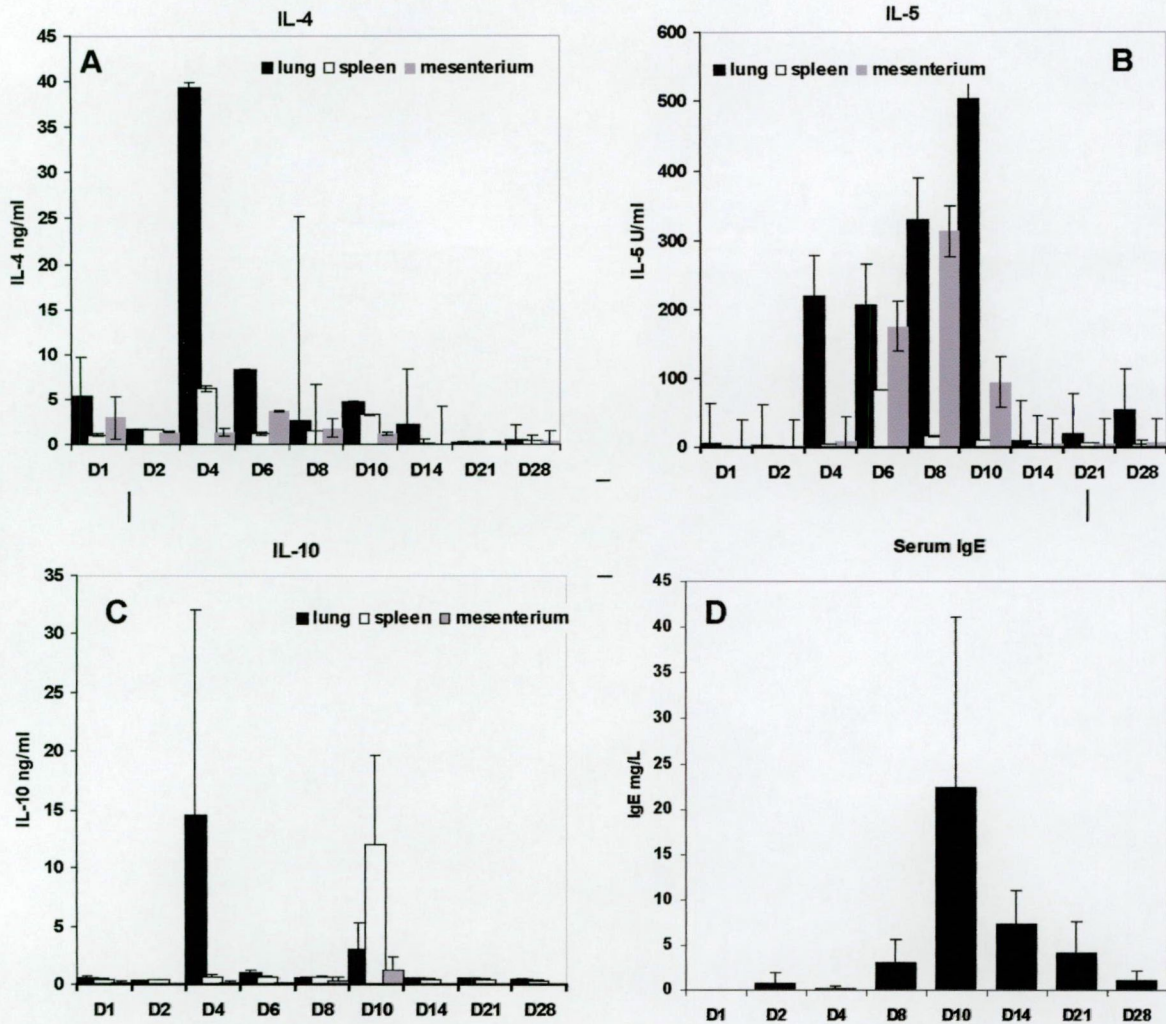 IL-4
A
lung spleen mesenterium
45
40
35
30
25
20
15
10
5
0
IL-4 ng/ml
D1 D2 D4 D6 D8 D10 D14 D21 D28
IL-5
B
lung spleen mesenterium
600
500
400
300
200
100
0
IL-5 U/ml
D1 D2 D4 D6 D8 D10 D14 D21 D28
IL-10
C
lung spleen mesenterium
35
30
25
20
15
10
5
0
IL-10 ng/ml
D1 D2 D4 D6 D8 D10 D14 D21 D28
Serum IgE
D
45
40
35
30
25
20
15
10
5
0
IgE mg/L
D1 D2 D4 D8 D10 D14 D21 D28